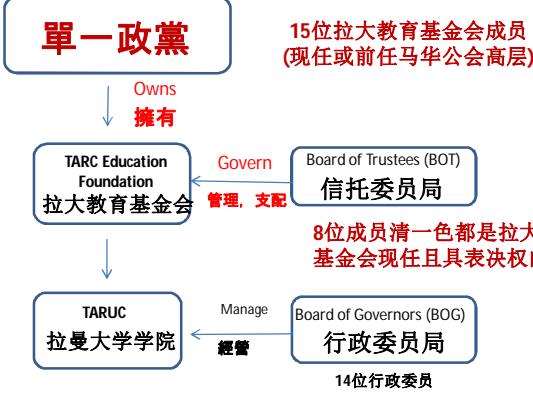 單一政黨
15位拉大教育基金会成员
(现任或前任马华公会高层)
Owns
擁有
TARC Education
Foundation
拉大教育基金会
Govern
管理，支配
Board of Trustees (BOT)
信托委员局
8位成员清一色都是拉大
基金会现任且具表决权
TARUC
拉曼大学学院
Manage
經營
Board of Governors (BOG)
行政委员局
14位行政委员